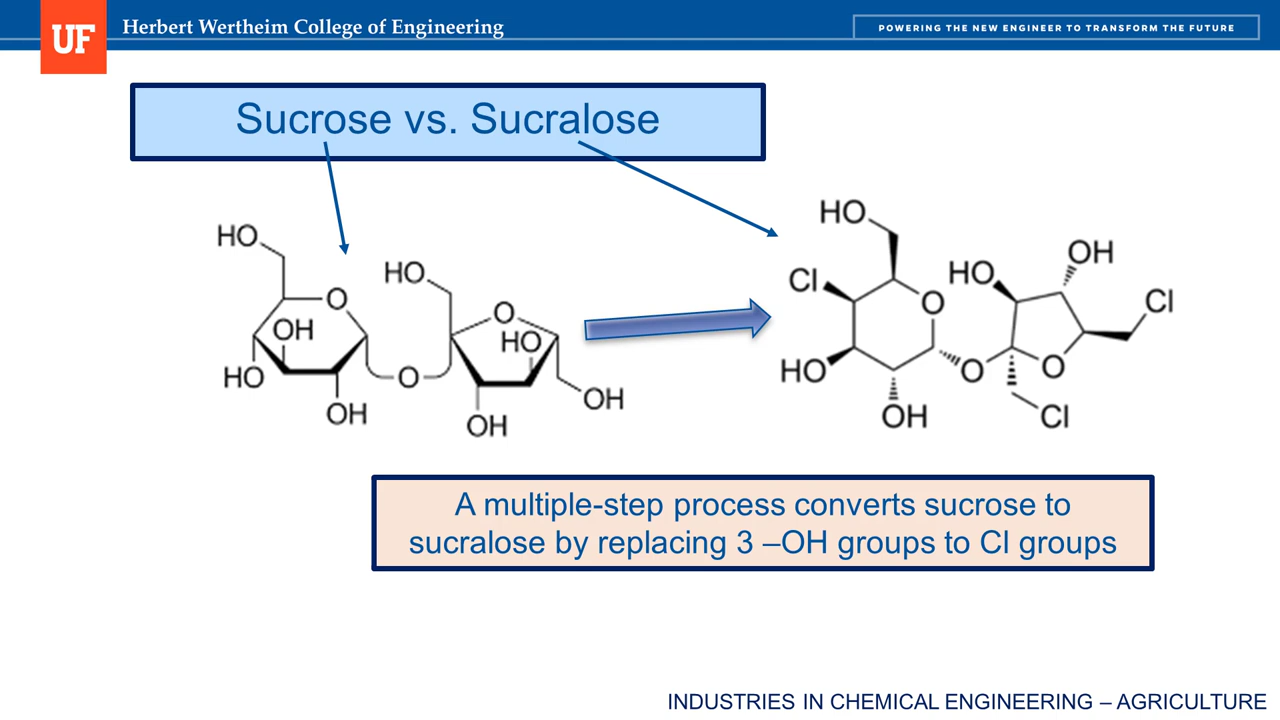 UF
Herbert Wertheim College of Engineering
POWERING THE NEW ENGINEER TO TRANSFORM THE FUTURE
Sucrose vs. Sucralose
HO
HO
O
O
OH
HO
HO
O
OH
OH
OH
HO
Cl
O
HO
OH
Cl
HO
O
O
OH
Cl
A multiple-step process converts sucrose to
sucralose by replacing 3 –OH groups to Cl groups
INDUSTRIES IN CHEMICAL ENGINEERING – AGRICULTURE